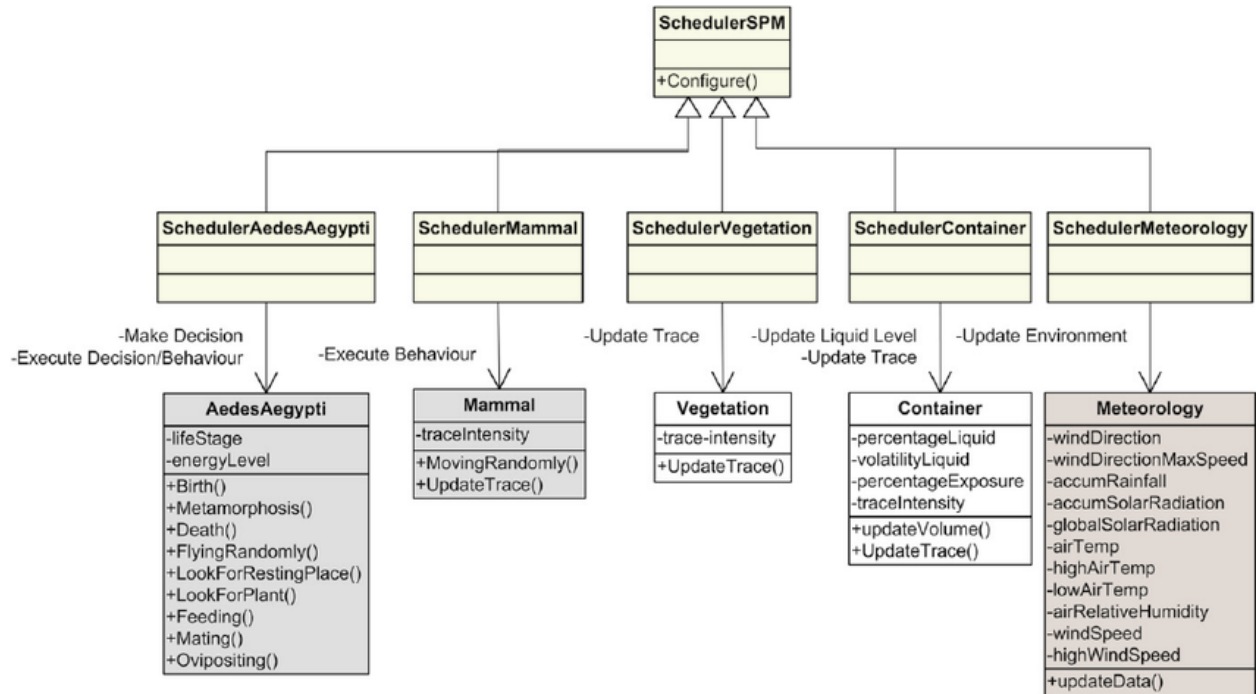 SchedulerSPM
+Configure()
SchedulerAedesAegypti
SchedulerMammal
SchedulerVegetation
SchedulerContainer
SchedulerMeteorology
-Make Decision
-Execute Decision/Behaviour
-Execute Behaviour
-Update Trace
-Update Liquid Level
-Update Trace
-Update Environment
AedesAegypti
-lifeStage
-energyLevel
+Birth()
+Metamorphosis()
+Death()
+FlyingRandomly()
+LookForRestingPlace()
+LookForPlant()
+Feeding()
+Mating()
+Ovipositing()
Mammal
-traceIntensity
+MovingRandomly()
+UpdateTrace()
Vegetation
-trace-intensity
+UpdateTrace()
Container
-percentageLiquid
-volatilityLiquid
-percentageExposure
-traceIntensity
+updateVolume()
+UpdateTrace()
Meteorology
-windDirection
-windDirectionMaxSpeed
-accumRainfall
-accumSolarRadiation
-globalSolarRadiation
-airTemp
-highAirTemp
-lowAirTemp
-airRelativeHumidity
-windSpeed
-highWindSpeed
+updateData()